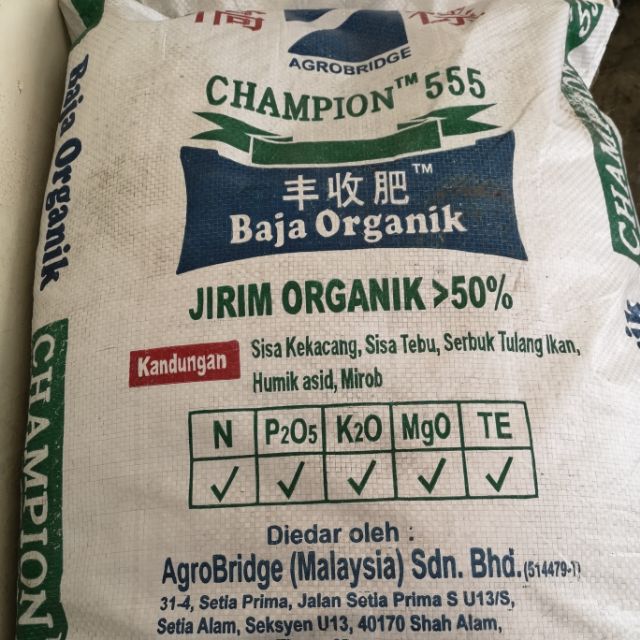 AGROBRIDGE
CHAMPION™ 555
丰收肥™
Baja Organik
JIRIM ORGANIK >50%
Kandungan
Sisa Kekacang, Sisa Tebu, Serbuk Tulang Ikan,
Humik asid, Mirob
N P2O5 K2O MgO TE
✓ ✓ ✓ ✓ ✓
Diedar oleh :
AgroBridge (Malaysia) Sdn. Bhd. (514479-T)
31-4, Setia Prima, Jalan Setia Prima S U13/S,
Setia Alam, Seksyen U13, 40170 Shah Alam,
Baja Organik
CHAMPION